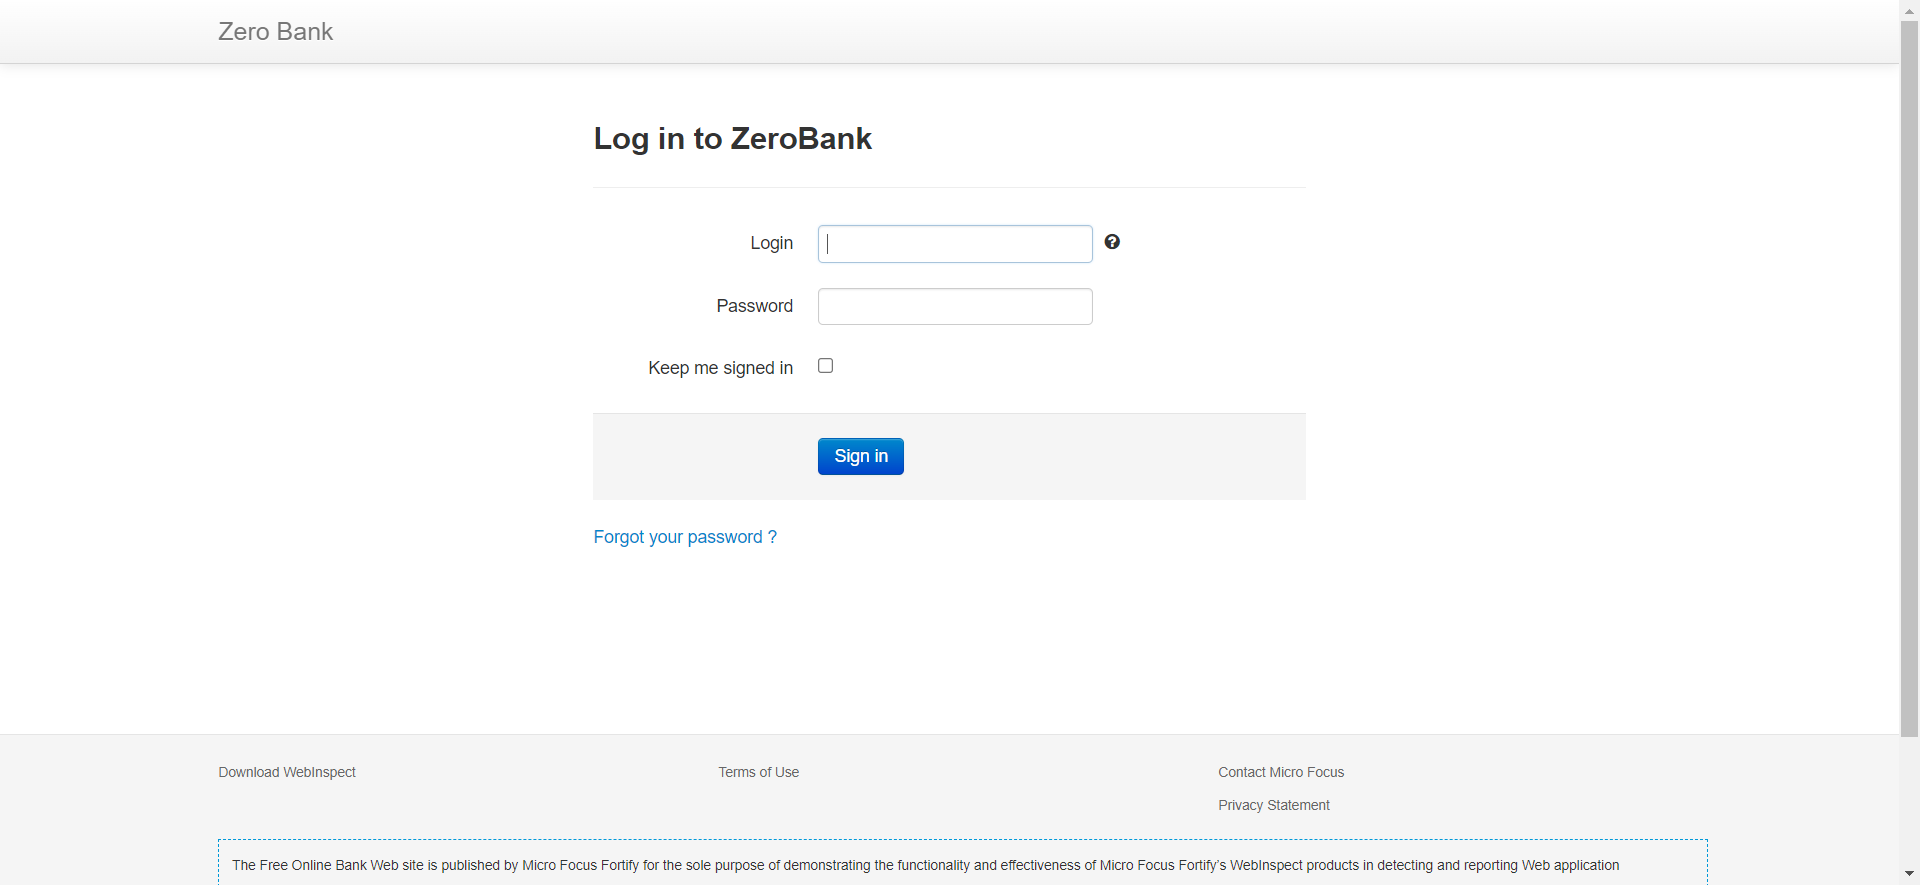 Zero Bank
Log in to ZeroBank
Login
Password
Keep me signed in
Sign in
Forgot your password ?
Download WebInspect
Terms of Use
Contact Micro Focus
Privacy Statement
The Free Online Bank Web site is published by Micro Focus Fortify for the sole purpose of demonstrating the functionality and effectiveness of Micro Focus Fortify's WebInspect products in detecting and reporting Web application